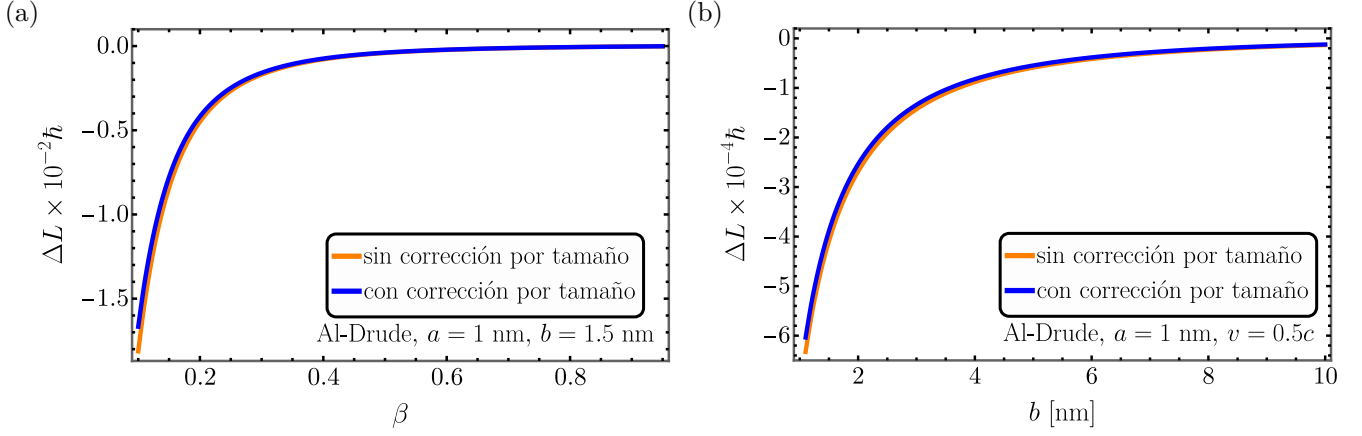 (a)
ΔL × 10⁻²ℏ
0.0
−0.5
−1.0
−1.5
sin corrección por tamaño
con corrección por tamaño
Al-Drude, a = 1 nm, b = 1.5 nm
0.2 0.4 0.6 0.8
β
(b)
ΔL × 10⁻⁴ℏ
0
−1
−2
−3
−4
−5
−6
sin corrección por tamaño
con corrección por tamaño
Al-Drude, a = 1 nm, v = 0.5c
2 4 6 8 10
b [nm]